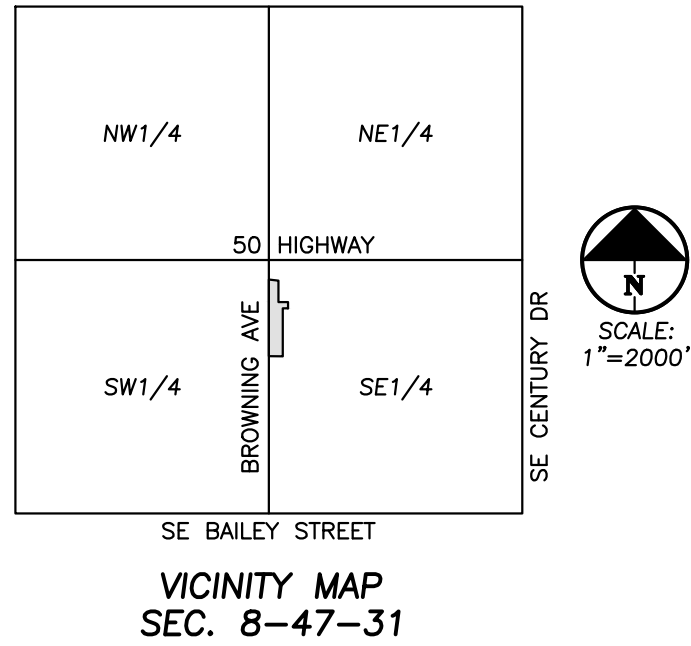 NW1/4
NE1/4
50 HIGHWAY
N
SCALE:
1"=2000'
BROWNING AVE
SE CENTURY DR
SW1/4
SE1/4
SE BAILEY STREET
VICINITY MAP
SEC. 8-47-31